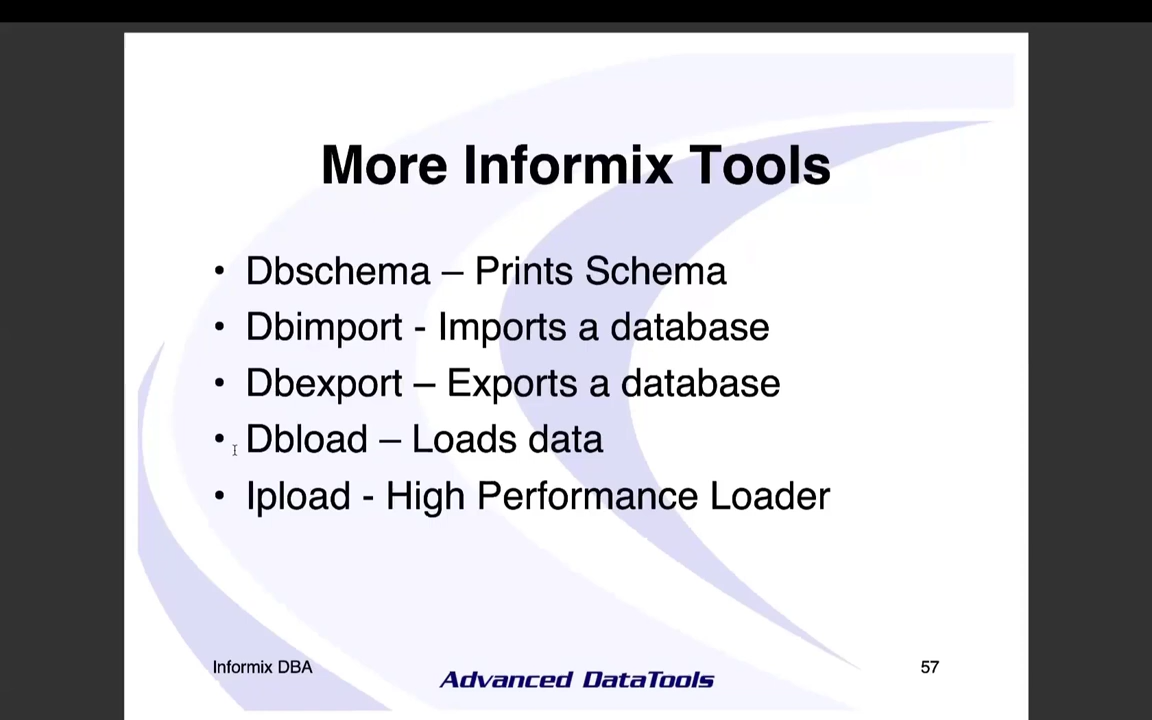 More Informix Tools
• Dbschema – Prints Schema
• Dbimport - Imports a database
• Dbexport – Exports a database
• Dbload – Loads data
• Ipload - High Performance Loader
Informix DBA
Advanced DataTools
57